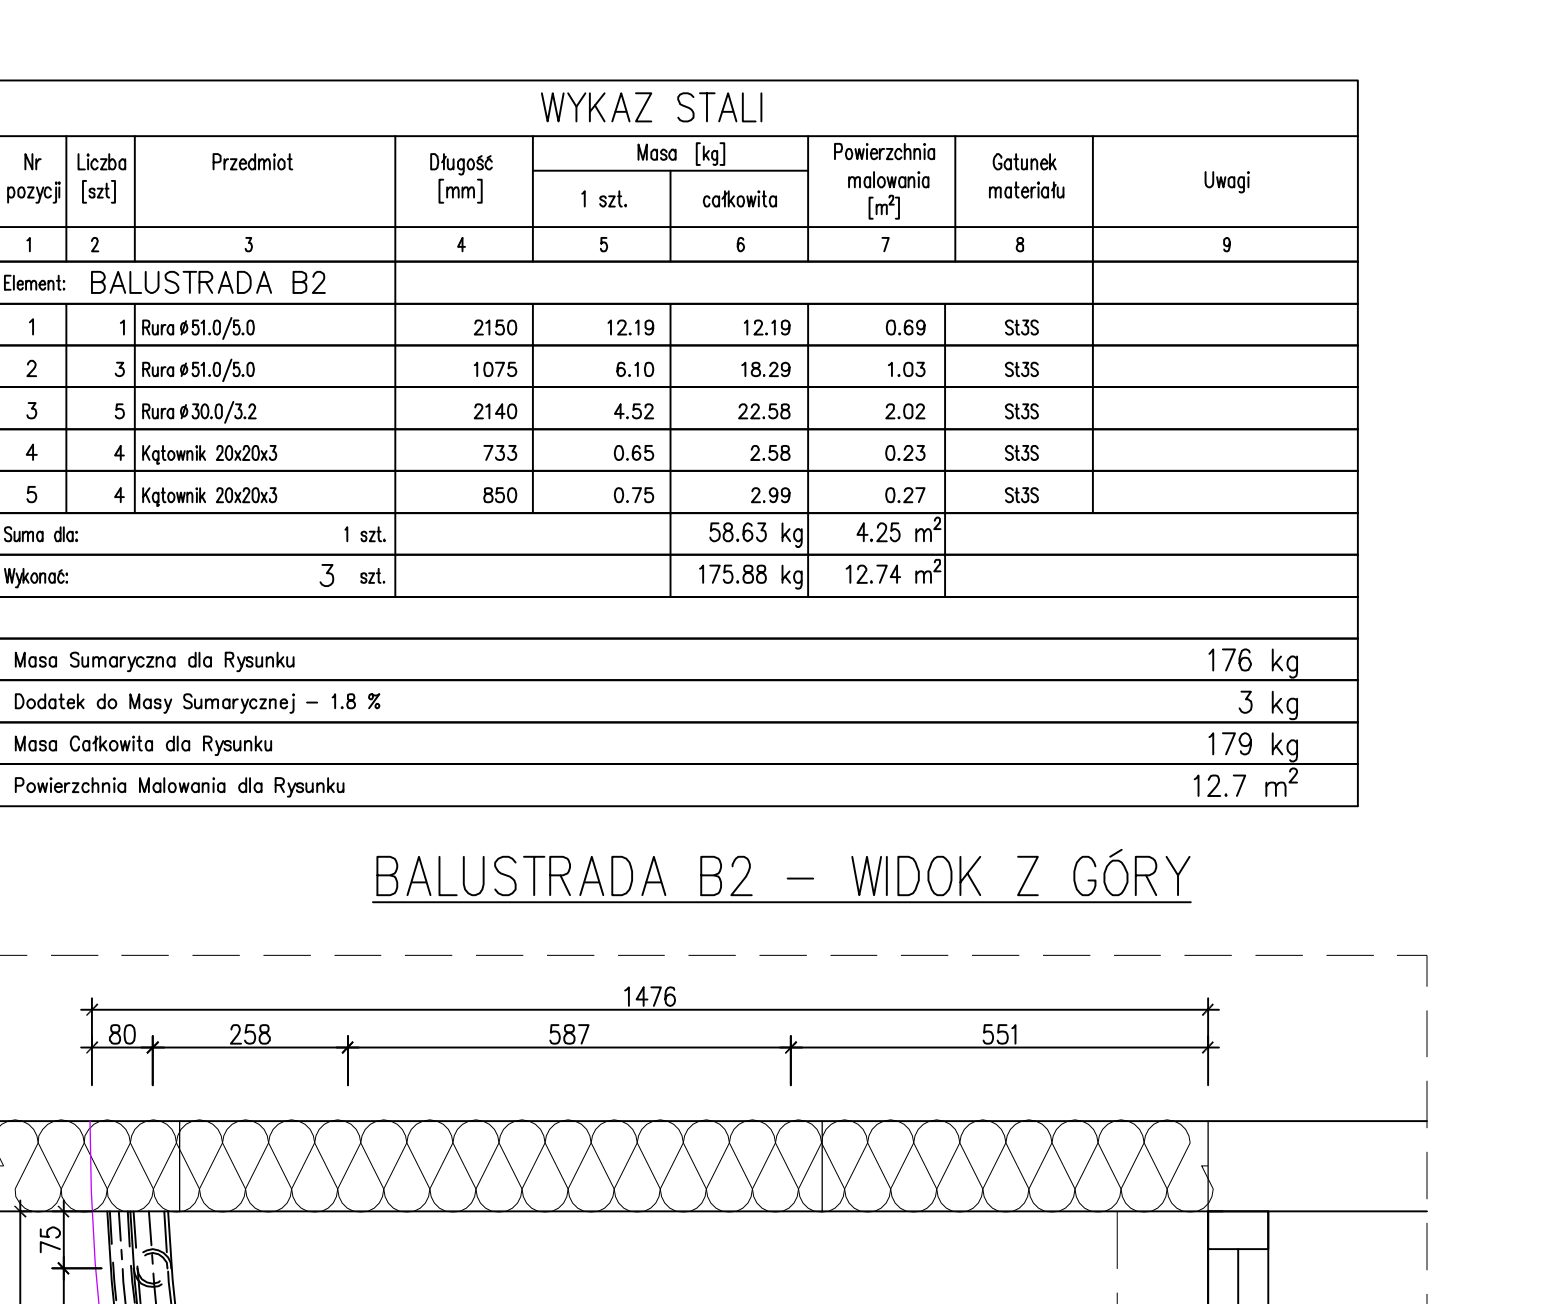 WYKAZ STALI
Nr pozycji Liczba [szt] Przedmiot Długość [mm] Masa [kg] 1 szt. całkowita Powierzchnia malowania [m²] Gatunek materiału Uwagi
1 2 3 4 5 6 7 8 9
Element: BALUSTRADA B2
1 1 Rura ø51.0/5.0 2150 12.19 12.19 0.69 St3S
2 3 Rura ø51.0/5.0 1075 6.10 18.29 1.03 St3S
3 5 Rura ø30.0/3.2 2140 4.52 22.58 2.02 St3S
4 4 Kątownik 20x20x3 733 0.65 2.58 0.23 St3S
5 4 Kątownik 20x20x3 850 0.75 2.99 0.27 St3S
Suma dla: 1 szt. 58.63 kg 4.25 m²
Wykonać: 3 szt. 175.88 kg 12.74 m²
Masa Sumaryczna dla Rysunku 176 kg
Dodatek do Masy Sumarycznej – 1.8 % 3 kg
Masa Całkowita dla Rysunku 179 kg
Powierzchnia Malowania dla Rysunku 12.7 m²
BALUSTRADA B2 – WIDOK Z GÓRY
1476
80 258 587 551
75